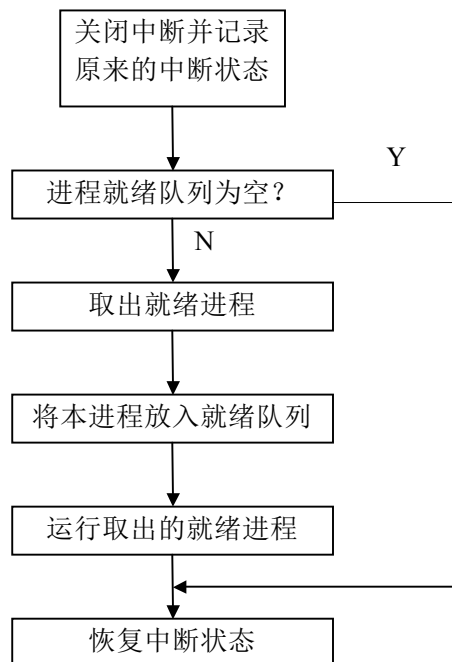 关闭中断并记录
原来的中断状态
Y
进程就绪队列为空？
N
取出就绪进程
将本进程放入就绪队列
运行取出的就绪进程
恢复中断状态